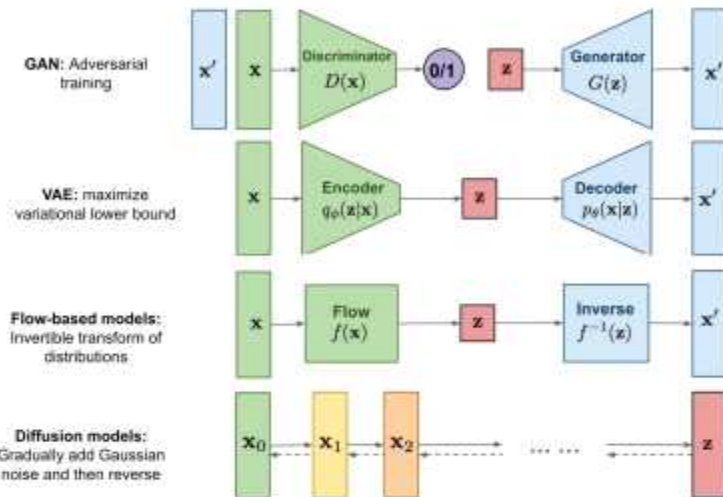 GAN: Adversarial
training
x′
x
Discriminator
D(x)
0/1
z
Generator
G(z)
x′
VAE: maximize
variational lower bound
x
Encoder
qϕ(z|x)
z
Decoder
pθ(x|z)
x′
Flow-based models:
Invertible transform of
distributions
x
Flow
f(x)
z
Inverse
f⁻¹(z)
x′
Diffusion models:
Gradually add Gaussian
noise and then reverse
x₀
x₁
x₂
... ...
z